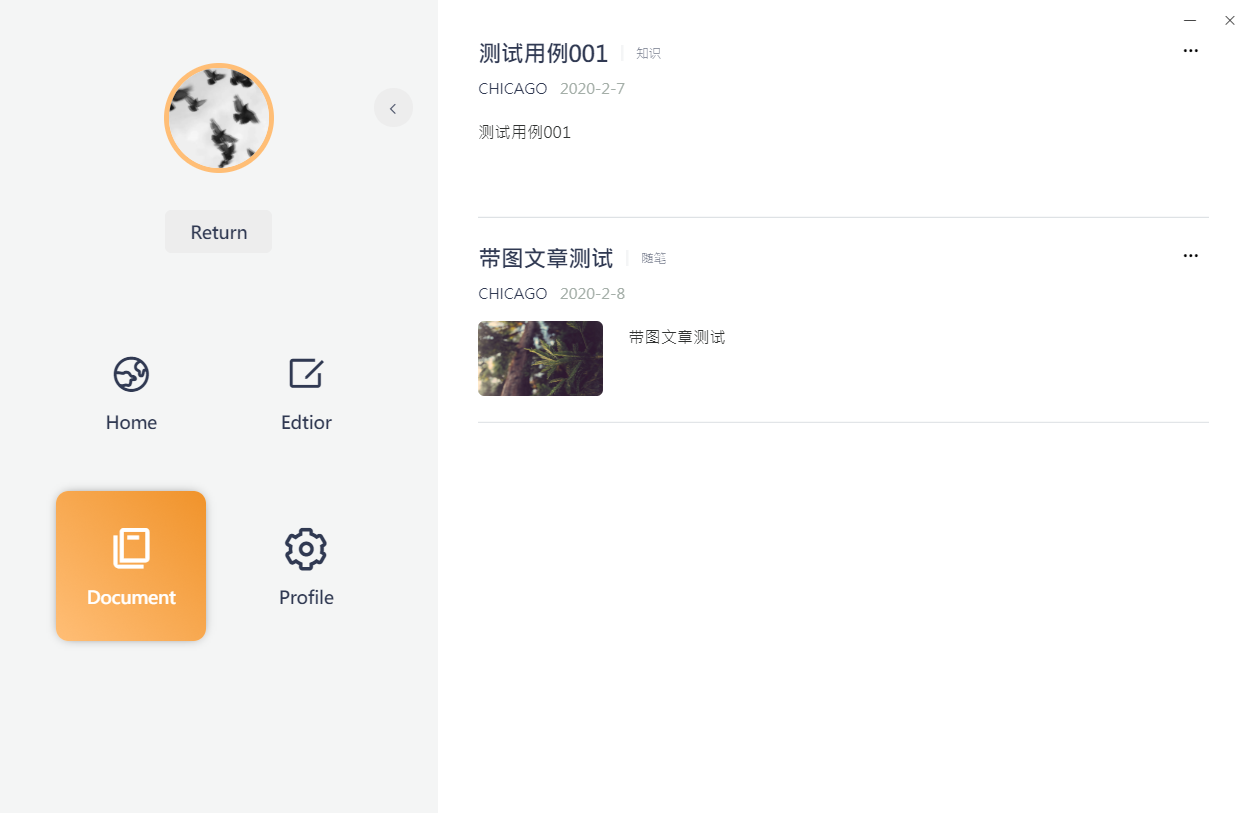 Return
Home
Edtior
Document
Profile
测试用例001 知识
CHICAGO 2020-2-7
测试用例001
带图文章测试 随笔
CHICAGO 2020-2-8
带图文章测试